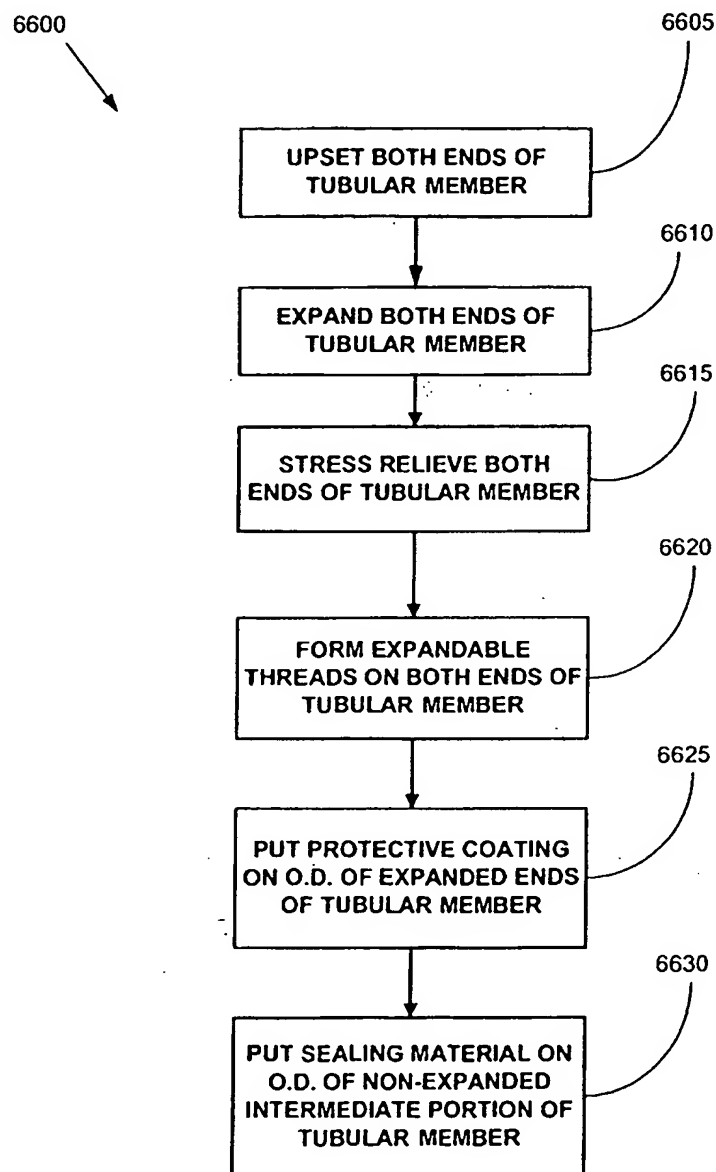 6600
6605
UPSET BOTH ENDS OF
TUBULAR MEMBER
6610
EXPAND BOTH ENDS OF
TUBULAR MEMBER
6615
STRESS RELIEVE BOTH
ENDS OF TUBULAR MEMBER
6620
FORM EXPANDABLE
THREADS ON BOTH ENDS OF
TUBULAR MEMBER
6625
PUT PROTECTIVE COATING
ON O.D. OF EXPANDED ENDS
OF TUBULAR MEMBER
6630
PUT SEALING MATERIAL ON
O.D. OF NON-EXPANDED
INTERMEDIATE PORTION OF
TUBULAR MEMBER